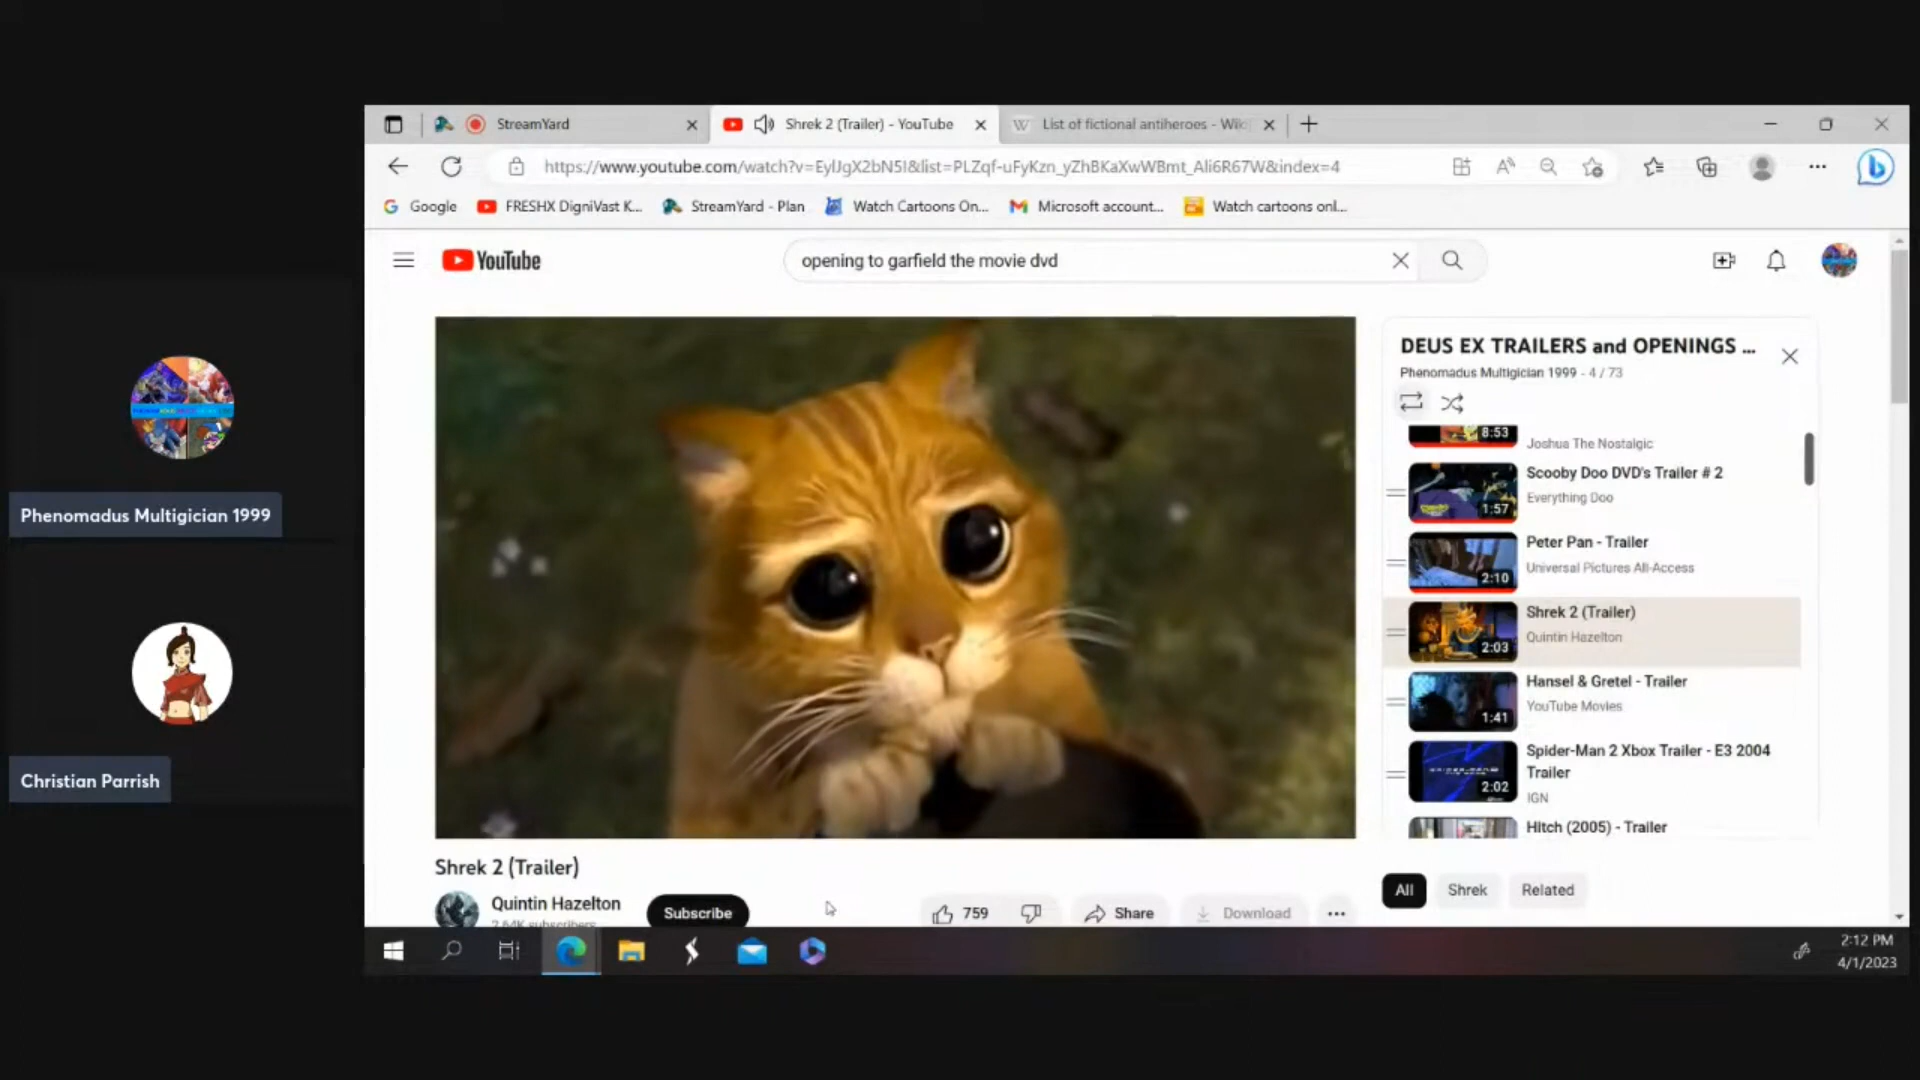 StreamYard
Shrek 2 (Trailer) - YouTube
List of fictional antiheroes - Wiki
https://www.youtube.com/watch?v=EylJgX2bN5I&list=PLZqf-uFyKzn_yZhBKaXwWBmt_Ali6R67W&index=4
Google
FRESHX DigniVast K...
StreamYard - Plan
Watch Cartoons On...
Microsoft account...
Watch cartoons onl...
YouTube
opening to garfield the movie dvd
DEUS EX TRAILERS and OPENINGS ...
Phenomadus Multigician 1999 - 4 / 73
8:53
Joshua The Nostalgic
Scooby Doo DVD's Trailer # 2
Everything Doo
1:57
Peter Pan - Trailer
Universal Pictures All-Access
2:10
Shrek 2 (Trailer)
Quintin Hazelton
2:03
Hansel & Gretel - Trailer
YouTube Movies
1:41
Spider-Man 2 Xbox Trailer - E3 2004
Trailer
IGN
2:02
Hitch (2005) - Trailer
Phenomadus Multigician 1999
Christian Parrish
Shrek 2 (Trailer)
Quintin Hazelton
2.64K subscribers
Subscribe
759
Share
Download
All
Shrek
Related
2:12 PM
4/1/2023